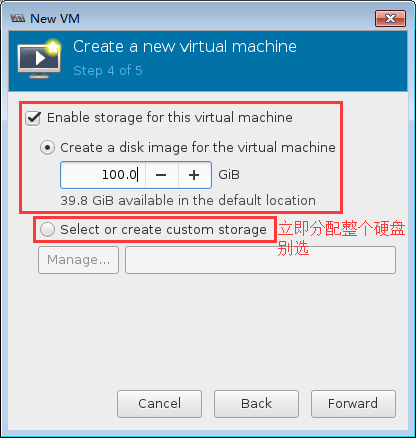 New VM
Create a new virtual machine
Step 4 of 5
Enable storage for this virtual machine
Create a disk image for the virtual machine
100.0 − + GiB
39.8 GiB available in the default location
Select or create custom storage 立即分配整个硬盘
别选
Manage...
Cancel Back Forward